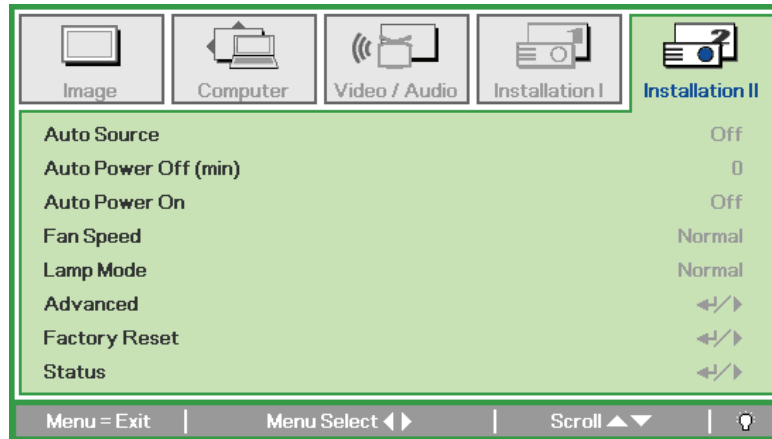 Image Computer Video / Audio Installation I Installation II
Auto Source Off
Auto Power Off (min) 0
Auto Power On Off
Fan Speed Normal
Lamp Mode Normal
Advanced
Factory Reset
Status
Menu = Exit Menu Select Scroll